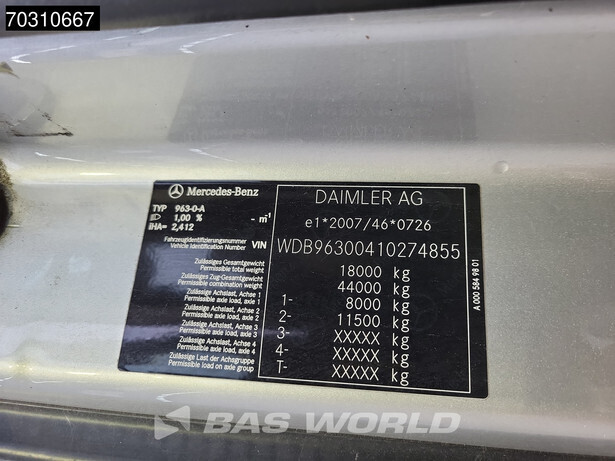 70310667
Mercedes-Benz
TYP 963-0-A
1,00 % - m⁻¹
IHA= 2,412
Fahrzeugidentifizierungsnummer
Vehicle Identification Number VIN
Zulässiges Gesamtgewicht
Permissible total weight
Zulässiges Zug-Gesamtgewicht
Permissible combination weight
Zulässige Achslast, Achse 1
Permissible axle load, axle 1 1-
Zulässige Achslast, Achse 2
Permissible axle load, axle 2 2-
Zulässige Achslast, Achse 3
Permissible axle load, axle 3 3-
Zulässige Achslast, Achse 4
Permissible axle load, axle 4 4-
Zulässige Last der Achsgruppe
Permissible load on axle group T-
DAIMLER AG
e1*2007/46*0726
WDB96300410274855
18000 kg
44000 kg
8000 kg
11500 kg
XXXXX kg
XXXXX kg
XXXXX kg
A 000 584 98 01
BAS WORLD